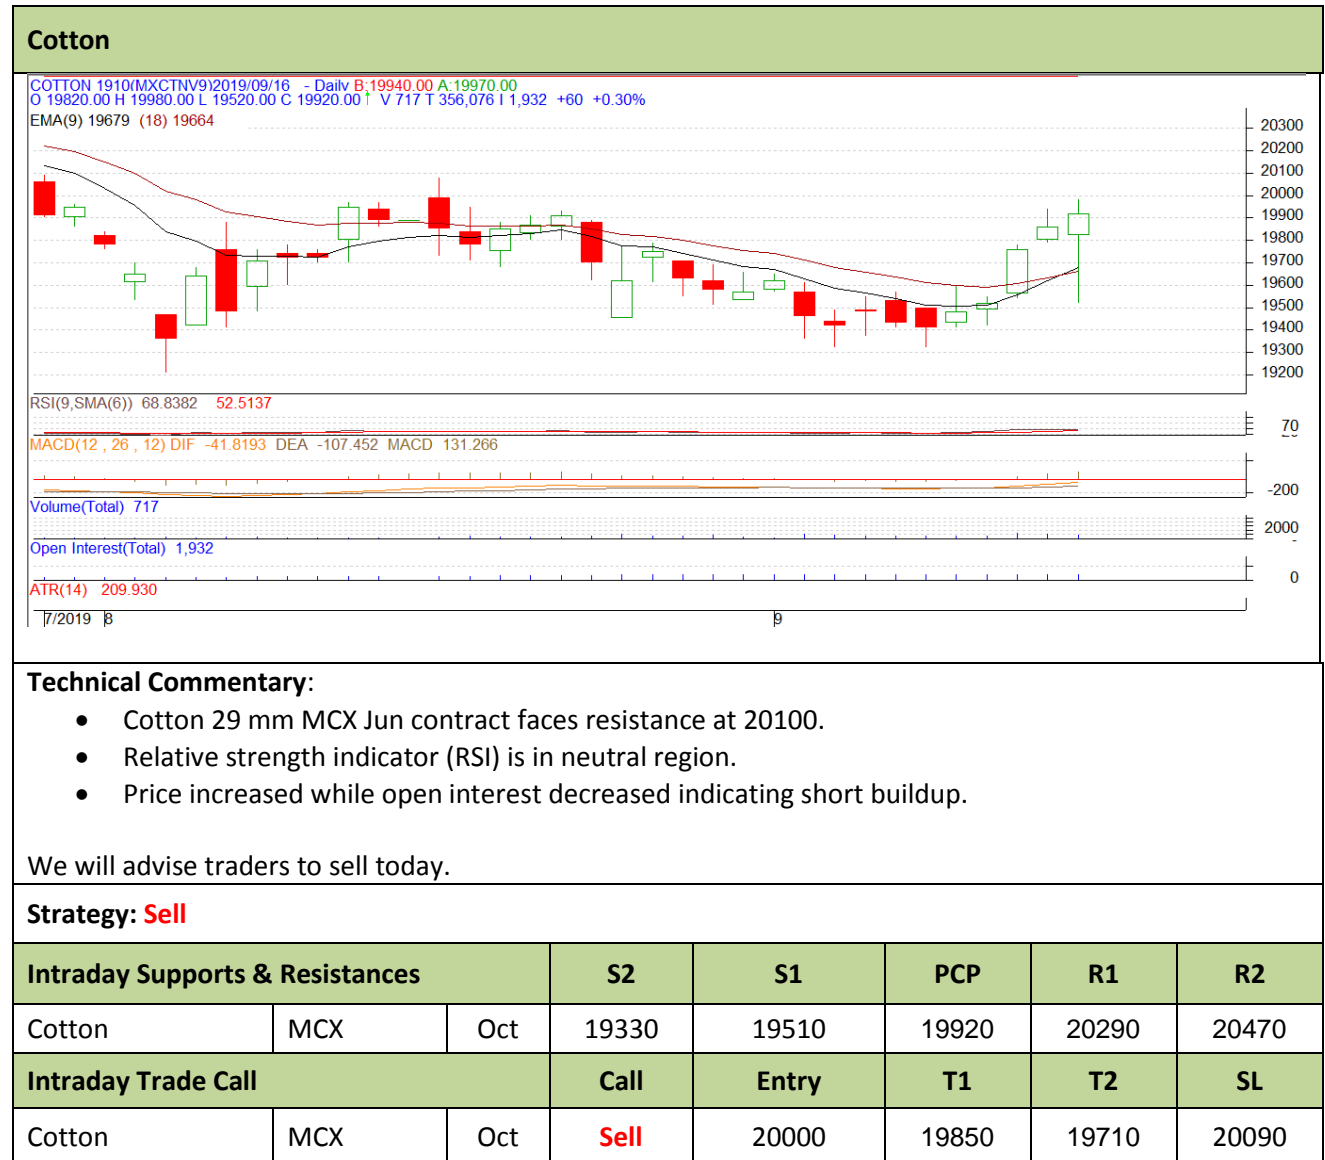 Cotton
COTTON 1910(MXCTNV9)2019/09/16 - Daily B:19940.00 A:19970.00
O 19820.00 H 19980.00 L 19520.00 C 19920.00↑ V 717 T 356,076 I 1,932 +60 +0.30%
EMA(9) 19679 (18) 19664
20300
20200
20100
20000
19900
19800
19700
19600
19500
19400
19300
19200
RSI(9,SMA(6)) 68.8382 52.5137
70
MACD(12 , 26 , 12) DIF -41.8193 DEA -107.452 MACD 131.266
-200
Volume(Total) 717
2000
Open Interest(Total) 1,932
0
ATR(14) 209.930
7/2019 8 9
Technical Commentary:
• Cotton 29 mm MCX Jun contract faces resistance at 20100.
• Relative strength indicator (RSI) is in neutral region.
• Price increased while open interest decreased indicating short buildup.
We will advise traders to sell today.
Strategy: Sell
Intraday Supports & Resistances S2 S1 PCP R1 R2
Cotton MCX Oct 19330 19510 19920 20290 20470
Intraday Trade Call Call Entry T1 T2 SL
Cotton MCX Oct Sell 20000 19850 19710 20090